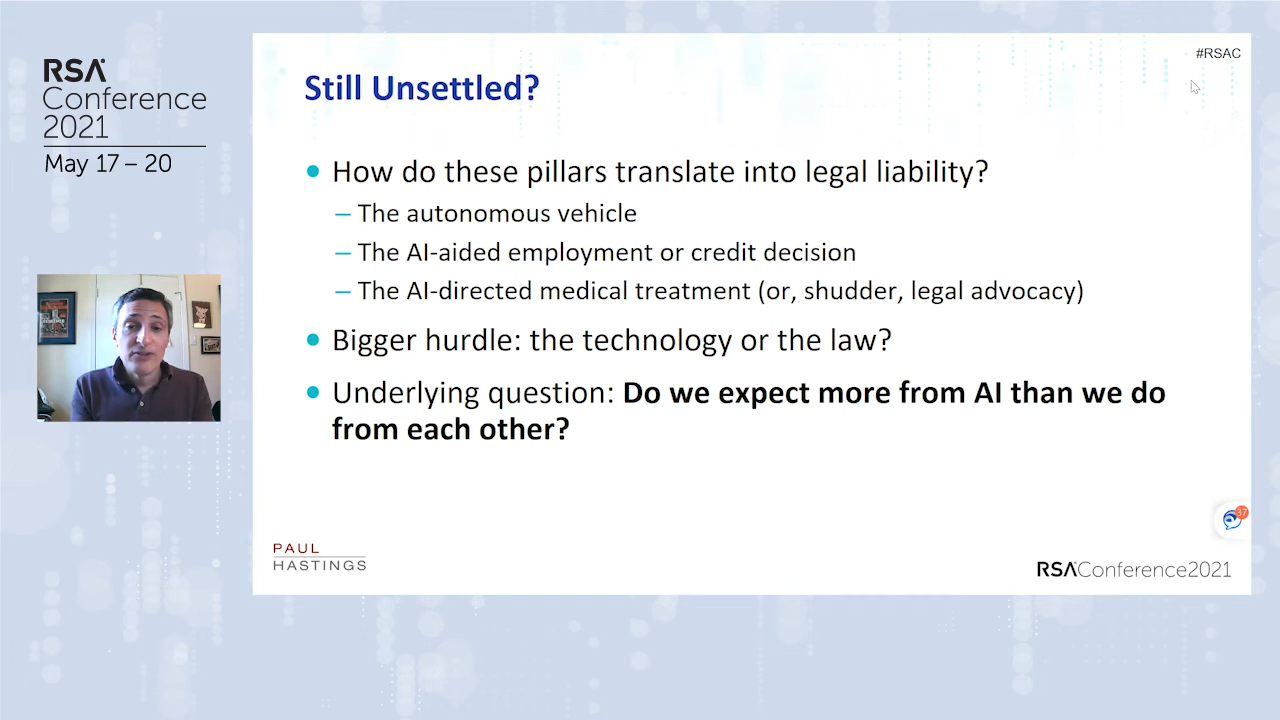 RSA
Conference
2021
May 17 – 20
#RSAC
Still Unsettled?
• How do these pillars translate into legal liability?
– The autonomous vehicle
– The AI-aided employment or credit decision
– The AI-directed medical treatment (or, shudder, legal advocacy)
• Bigger hurdle: the technology or the law?
• Underlying question: Do we expect more from AI than we do
from each other?
37
PAUL
HASTINGS
RSAConference2021